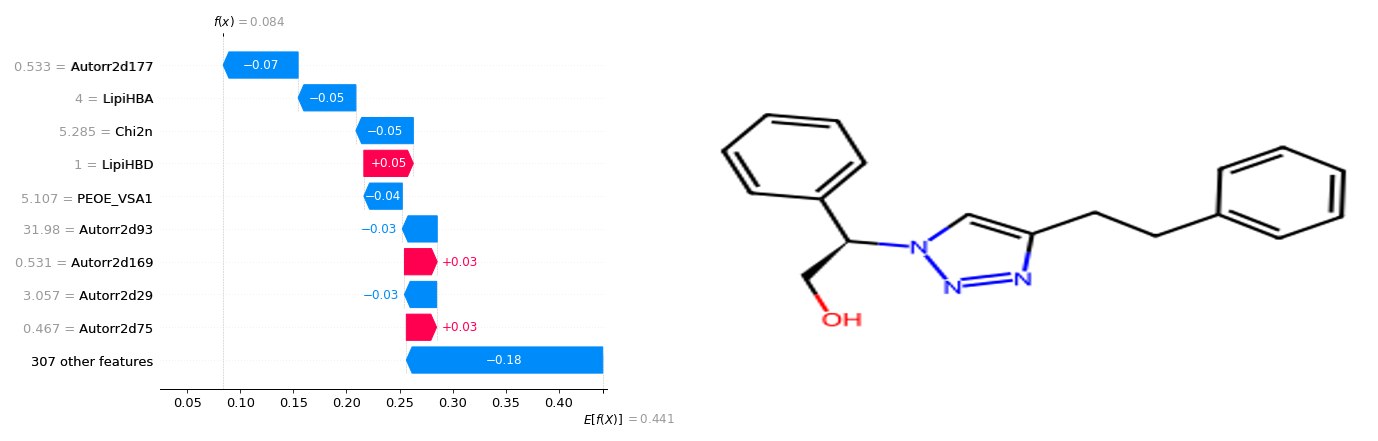 f(x) = 0.084
0.533 = Autorr2d177
−0.07
4 = LipiHBA
−0.05
5.285 = Chi2n
−0.05
1 = LipiHBD
+0.05
5.107 = PEOE_VSA1
−0.04
31.98 = Autorr2d93
−0.03
0.531 = Autorr2d169
+0.03
3.057 = Autorr2d29
−0.03
0.467 = Autorr2d75
+0.03
307 other features
−0.18
0.05 0.10 0.15 0.20 0.25 0.30 0.35 0.40
E[f(X)] = 0.441
N
N
N
OH